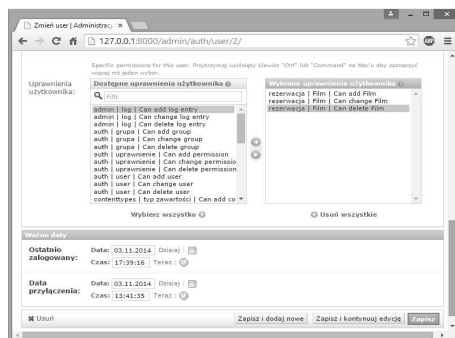 Zmień user | Administracj
127.0.0.1:8000/admin/auth/user/2/
Specific permissions for this user. Przytrzymaj wciśnięty klawisz "Ctrl" lub "Command" na Mac'u aby zaznaczyć
więcej niż jeden wybór.
Uprawnienia
użytkownika:
Dostępne uprawnienia użytkownika
Filtr
admin | log | Can add log entry
admin | log | Can change log entry
admin | log | Can delete log entry
auth | grupa | Can add group
auth | grupa | Can change group
auth | grupa | Can delete group
auth | uprawnienie | Can add permission
auth | uprawnienie | Can change permission
auth | uprawnienie | Can delete permission
auth | user | Can add user
auth | user | Can change user
auth | user | Can delete user
contenttypes | typ zawartości | Can add co
Wybierz wszystko
Wybrano uprawnienia użytkownika
rezerwacja | Film | Can add Film
rezerwacja | Film | Can change Film
rezerwacja | Film | Can delete Film
Usuń wszystkie
Ważne daty
Ostatnio
zalogowany:
Data: 03.11.2014 Dzisiaj |
Czas: 17:39:16 Teraz |
Data
przyłączenia:
Data: 03.11.2014 Dzisiaj |
Czas: 13:41:35 Teraz |
Usuń
Zapisz i dodaj nowe
Zapisz i kontynuuj edycję
Zapisz